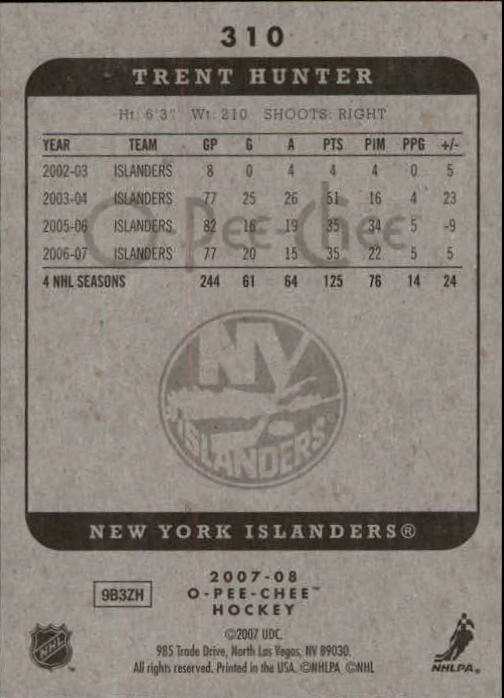 310
TRENT HUNTER
Ht: 6'3" Wt: 210 SHOOTS: RIGHT
YEAR TEAM GP G A PTS PIM PPG +/-
2002-03 ISLANDERS 8 0 4 4 4 0 5
2003-04 ISLANDERS 77 25 26 51 16 4 23
2005-06 ISLANDERS 82 16 19 35 34 5 -9
2006-07 ISLANDERS 77 20 15 35 22 5 5
4 NHL SEASONS 244 61 64 125 76 14 24
O-Pee-Chee
NY
ISLANDERS
NEW YORK ISLANDERS®
2007-08
9B3ZH
O-PEE-CHEE™
HOCKEY
©2007 UDC.
985 Trade Drive, North Las Vegas, NV 89030.
All rights reserved. Printed in the USA. ©NHLPA ©NHL
NHL
NHLPA.